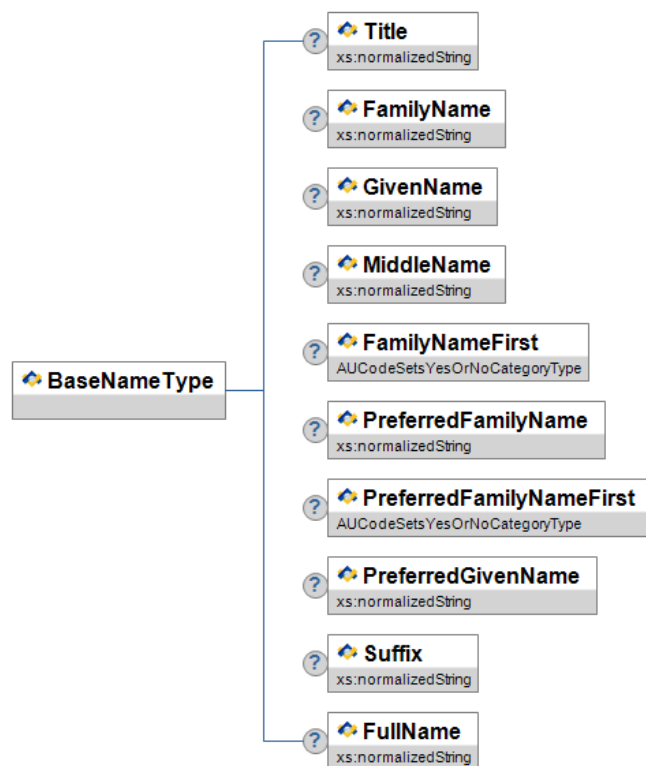 ? Title
xs:normalizedString
? FamilyName
xs:normalizedString
? GivenName
xs:normalizedString
? MiddleName
xs:normalizedString
? FamilyNameFirst
AUCodeSetsYesOrNoCategoryType
BaseNameType
? PreferredFamilyName
xs:normalizedString
? PreferredFamilyNameFirst
AUCodeSetsYesOrNoCategoryType
? PreferredGivenName
xs:normalizedString
? Suffix
xs:normalizedString
? FullName
xs:normalizedString